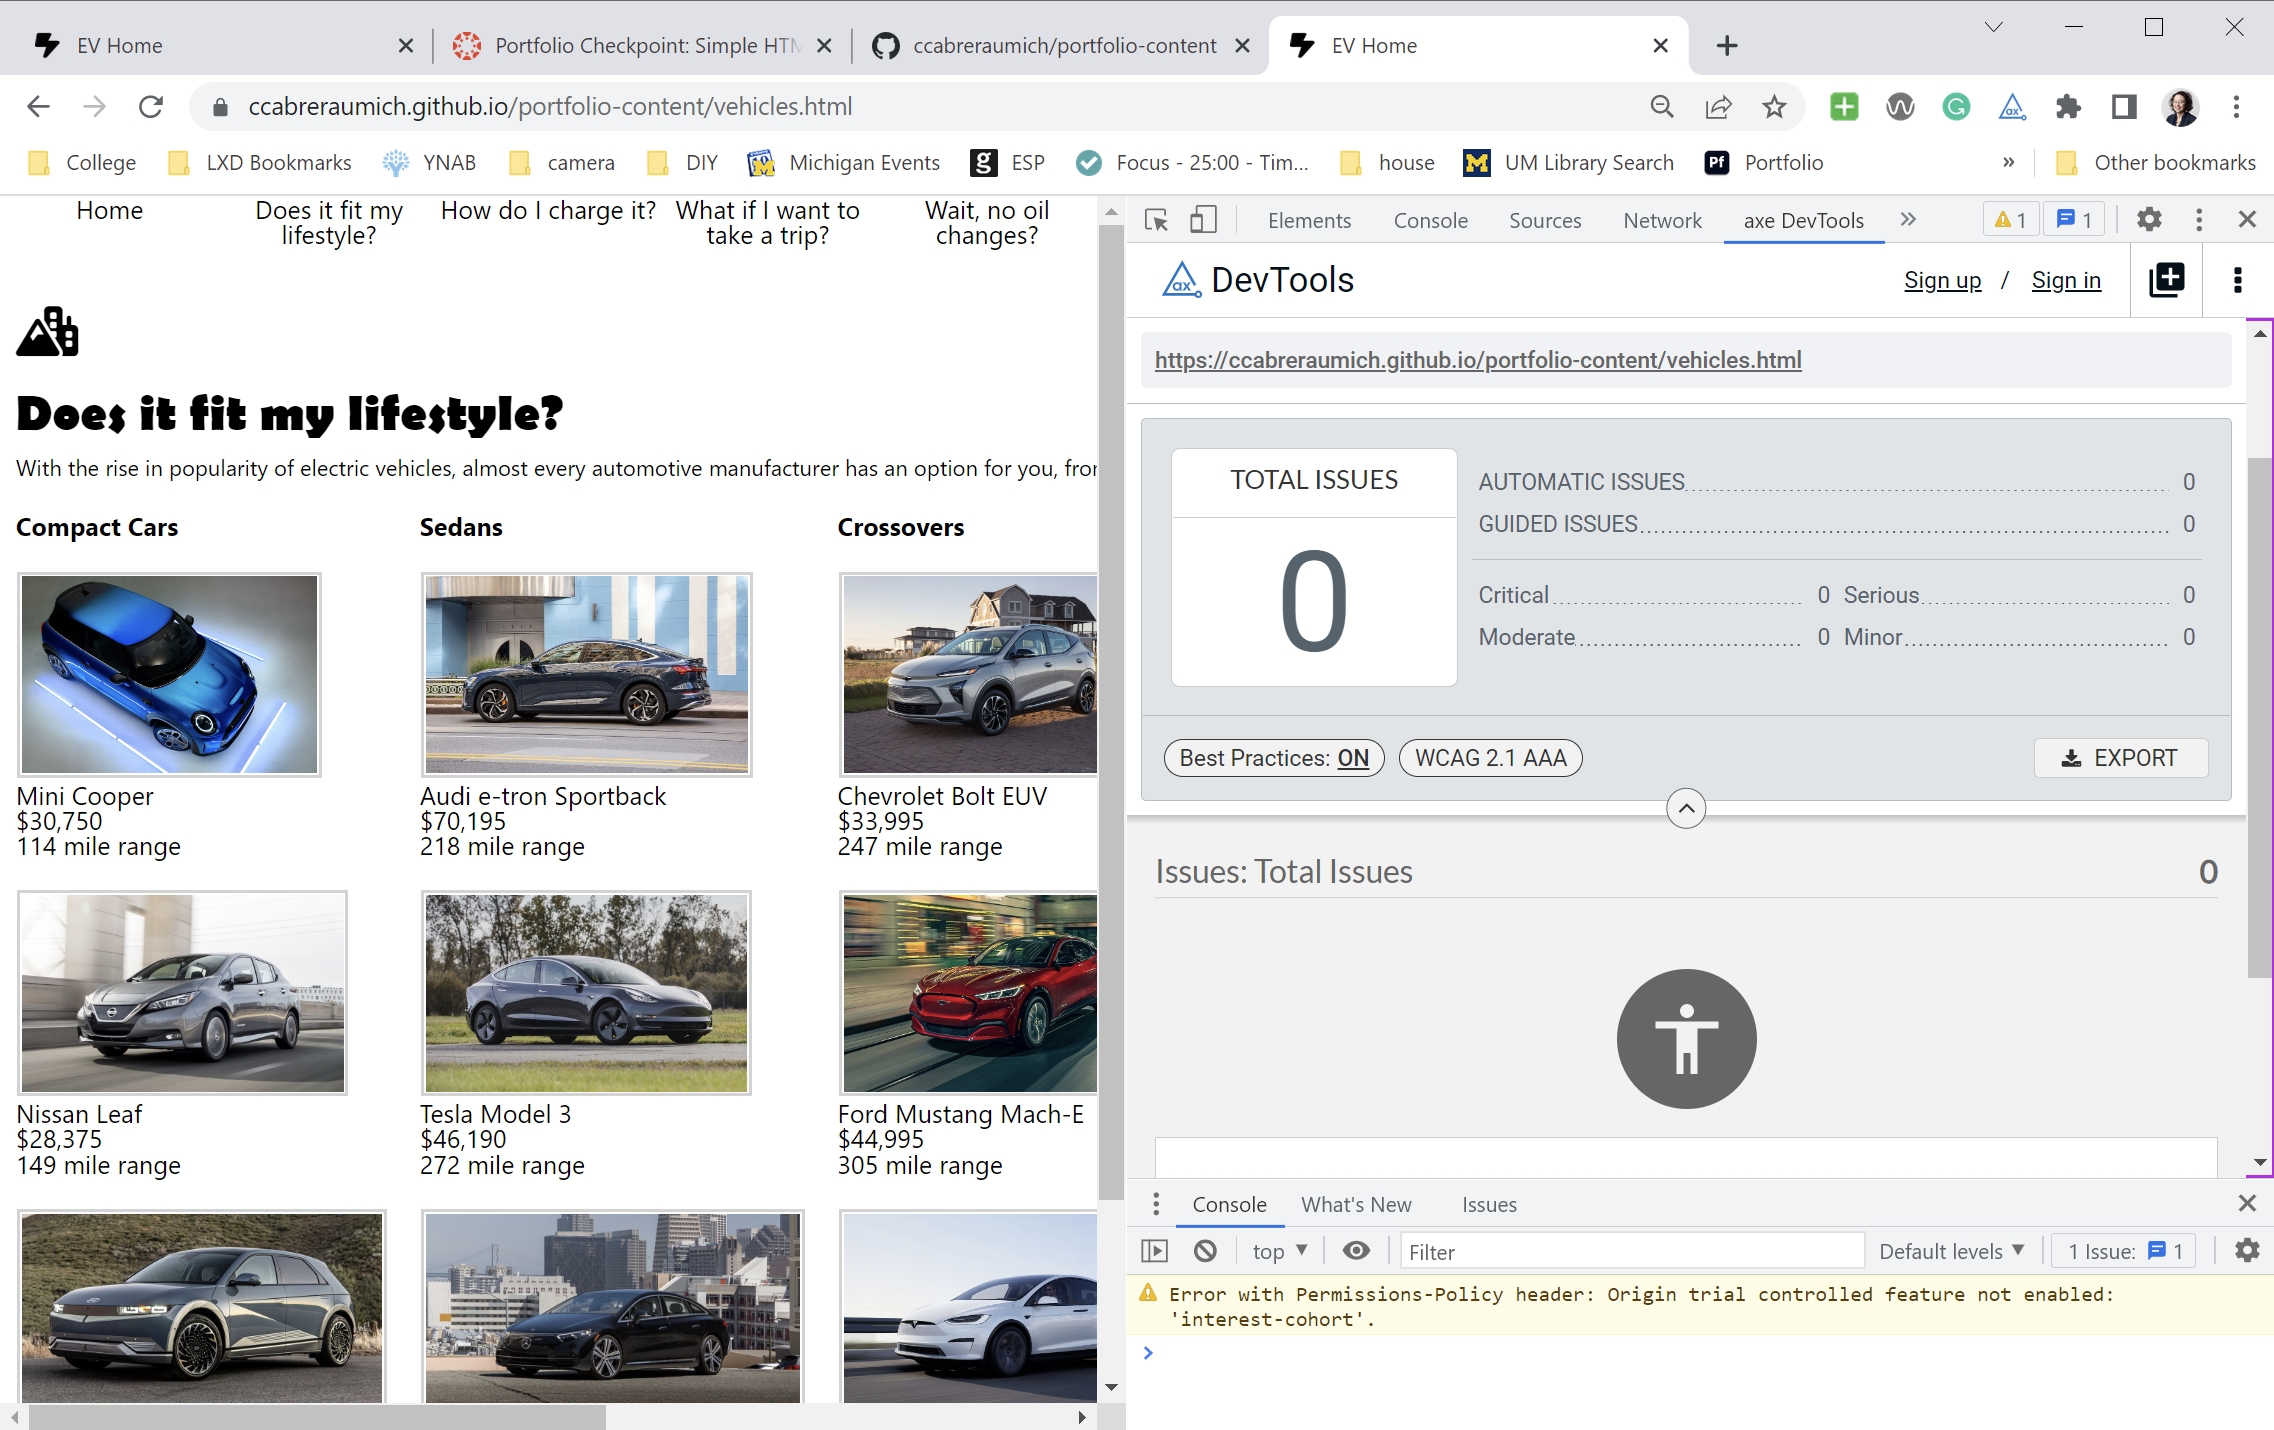 EV Home
Portfolio Checkpoint: Simple HTM
ccabreraumich/portfolio-content
EV Home
ccabreraumich.github.io/portfolio-content/vehicles.html
College
LXD Bookmarks
YNAB
camera
DIY
Michigan Events
g ESP
Focus - 25:00 - Tim...
house
M UM Library Search
Pf Portfolio
»
Other bookmarks
Home
Does it fit my
lifestyle?
How do I charge it?
What if I want to
take a trip?
Wait, no oil
changes?
Does it fit my lifestyle?
With the rise in popularity of electric vehicles, almost every automotive manufacturer has an option for you, fror
Compact Cars
Sedans
Crossovers
Mini Cooper
$30,750
114 mile range
Audi e-tron Sportback
$70,195
218 mile range
Chevrolet Bolt EUV
$33,995
247 mile range
Nissan Leaf
$28,375
149 mile range
Tesla Model 3
$46,190
272 mile range
Ford Mustang Mach-E
$44,995
305 mile range
Elements
Console
Sources
Network
axe DevTools
»
1
1
ax DevTools
Sign up / Sign in
https://ccabreraumich.github.io/portfolio-content/vehicles.html
TOTAL ISSUES
0
AUTOMATIC ISSUES 0
GUIDED ISSUES 0
Critical 0 Serious 0
Moderate 0 Minor 0
Best Practices: ON
WCAG 2.1 AAA
EXPORT
Issues: Total Issues 0
Console
What's New
Issues
top
Filter
Default levels
1 Issue: 1
Error with Permissions-Policy header: Origin trial controlled feature not enabled:
'interest-cohort'.